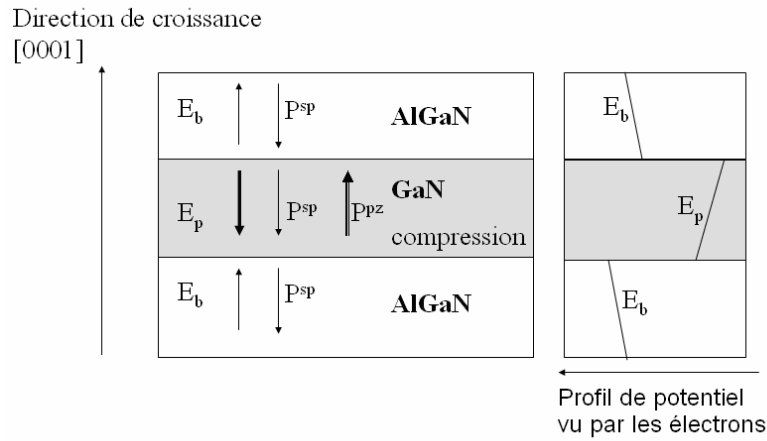 Direction de croissance
[0001]
E_b P^sp AlGaN
E_b
GaN
E_p P^sp P^pz
compression
E_p
E_b P^sp AlGaN
E_b
Profil de potentiel
vu par les électrons